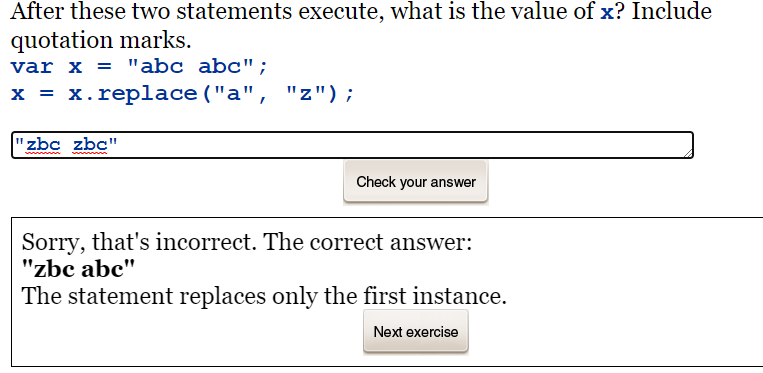 After these two statements execute, what is the value of x? Include
quotation marks.
var x = "abc abc";
x = x.replace("a", "z");
"zbc zbc"
Check your answer
Sorry, that's incorrect. The correct answer:
"zbc abc"
The statement replaces only the first instance.
Next exercise